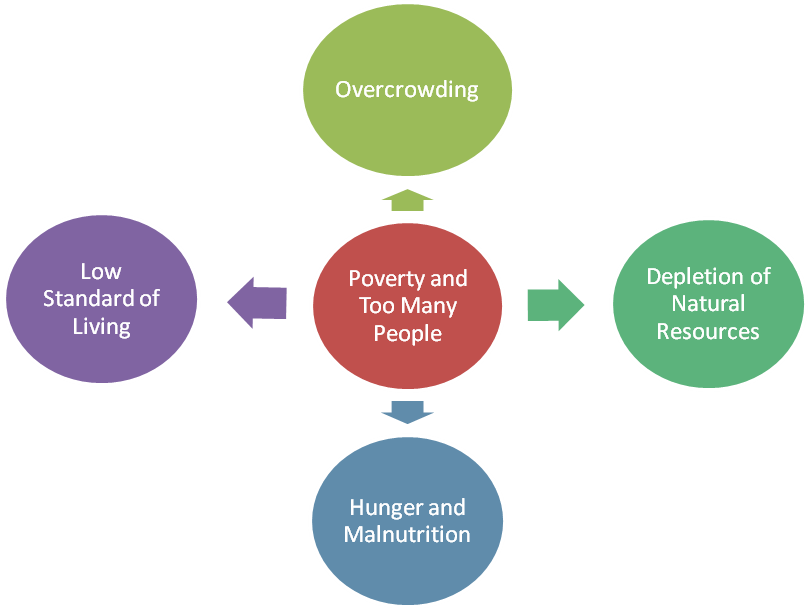 Overcrowding
Low
Standard of
Living
Poverty and
Too Many
People
Depletion of
Natural
Resources
Hunger and
Malnutrition